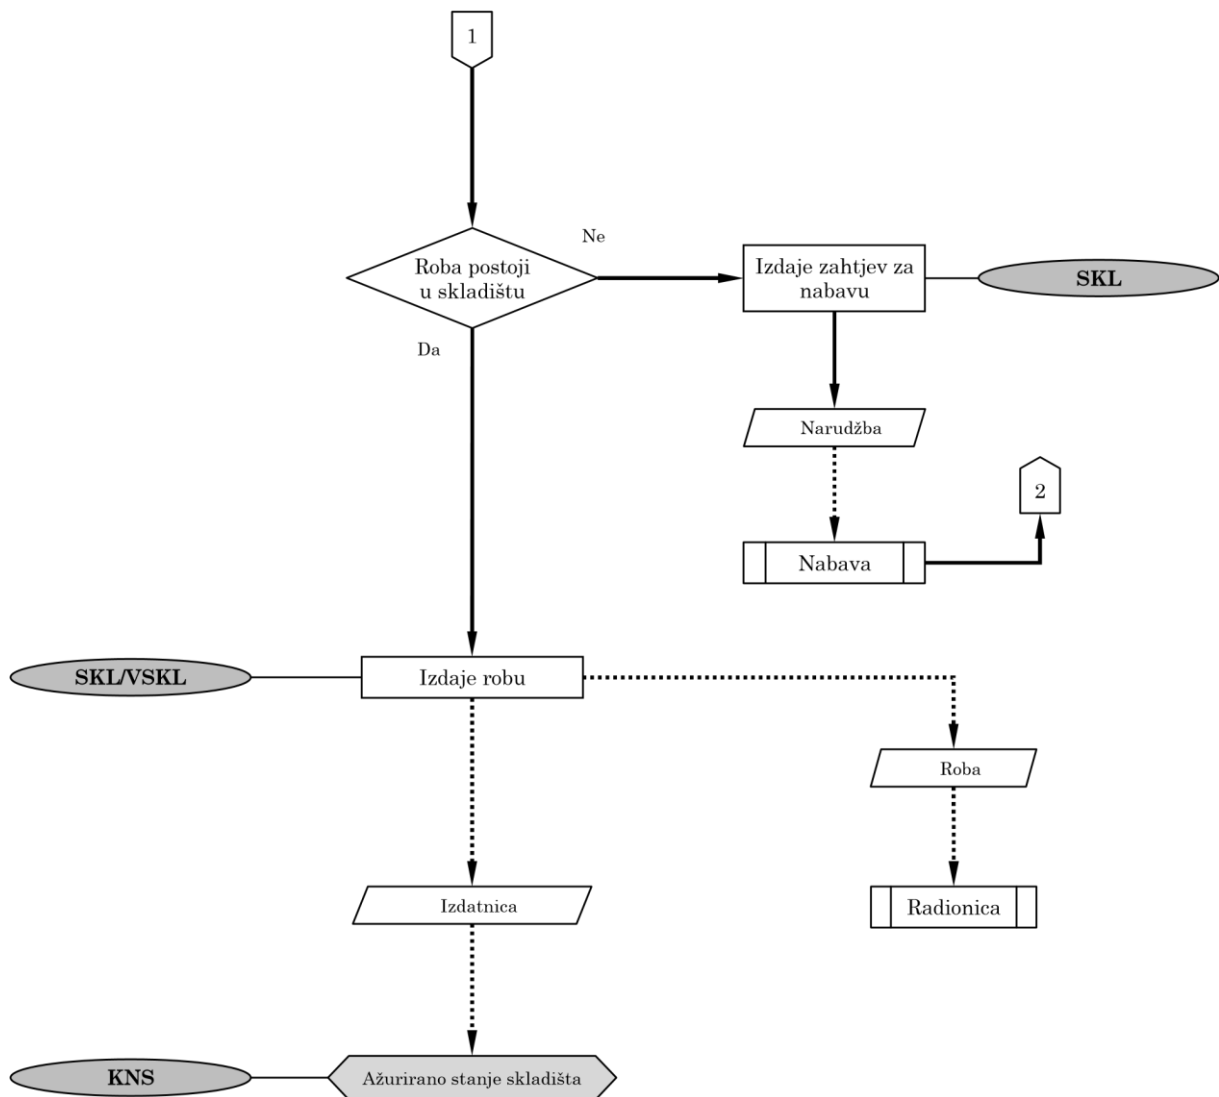 1
Ne
Roba postoji
u skladištu
Izdaje zahtjev za
nabavu
SKL
Da
Narudžba
2
Nabava
SKL/VSKL
Izdaje robu
Roba
Izdatnica
Radionica
KNS
Ažurirano stanje skladišta